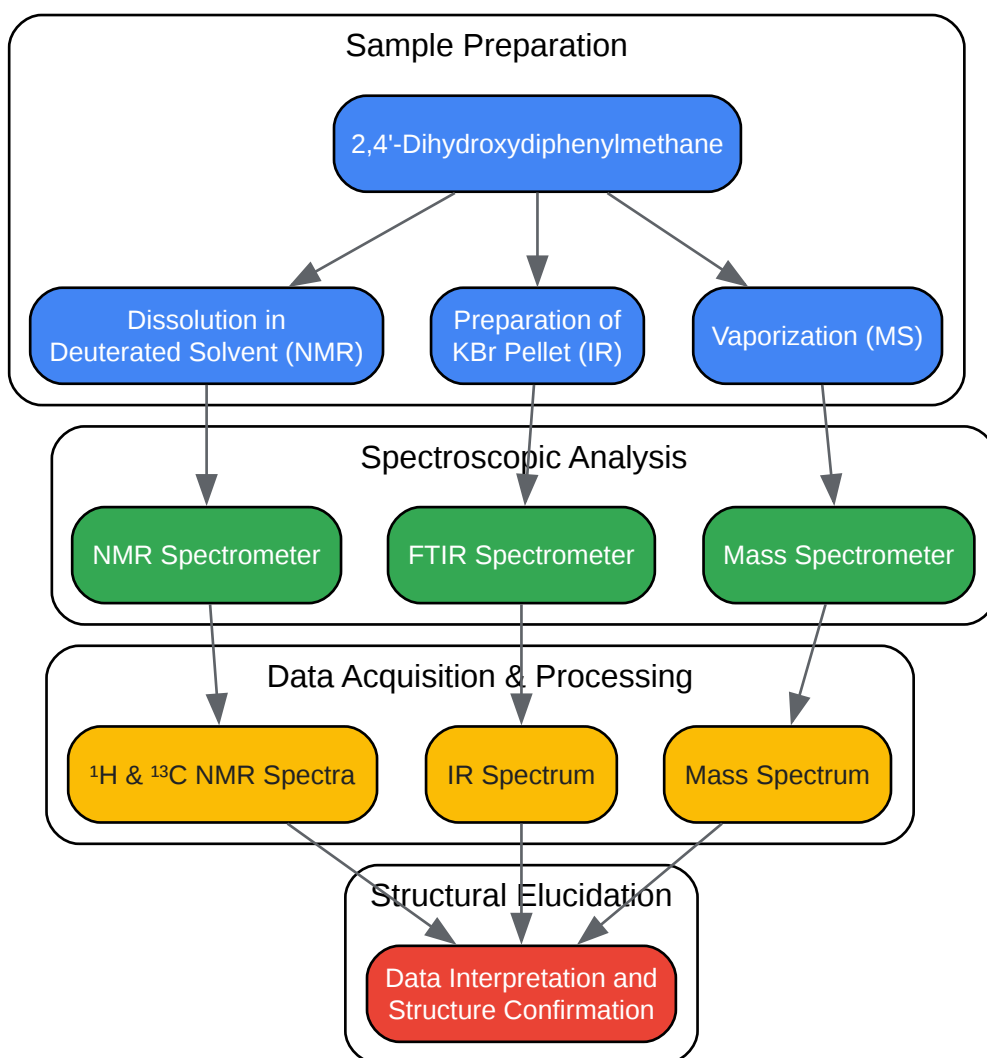 Sample Preparation
2,4'-Dihydroxydiphenylmethane
Dissolution in
Deuterated Solvent (NMR)
Preparation of
KBr Pellet (IR)
Vaporization (MS)
Spectroscopic Analysis
NMR Spectrometer
FTIR Spectrometer
Mass Spectrometer
Data Acquisition & Processing
¹H & ¹³C NMR Spectra
IR Spectrum
Mass Spectrum
Structural Elucidation
Data Interpretation and
Structure Confirmation